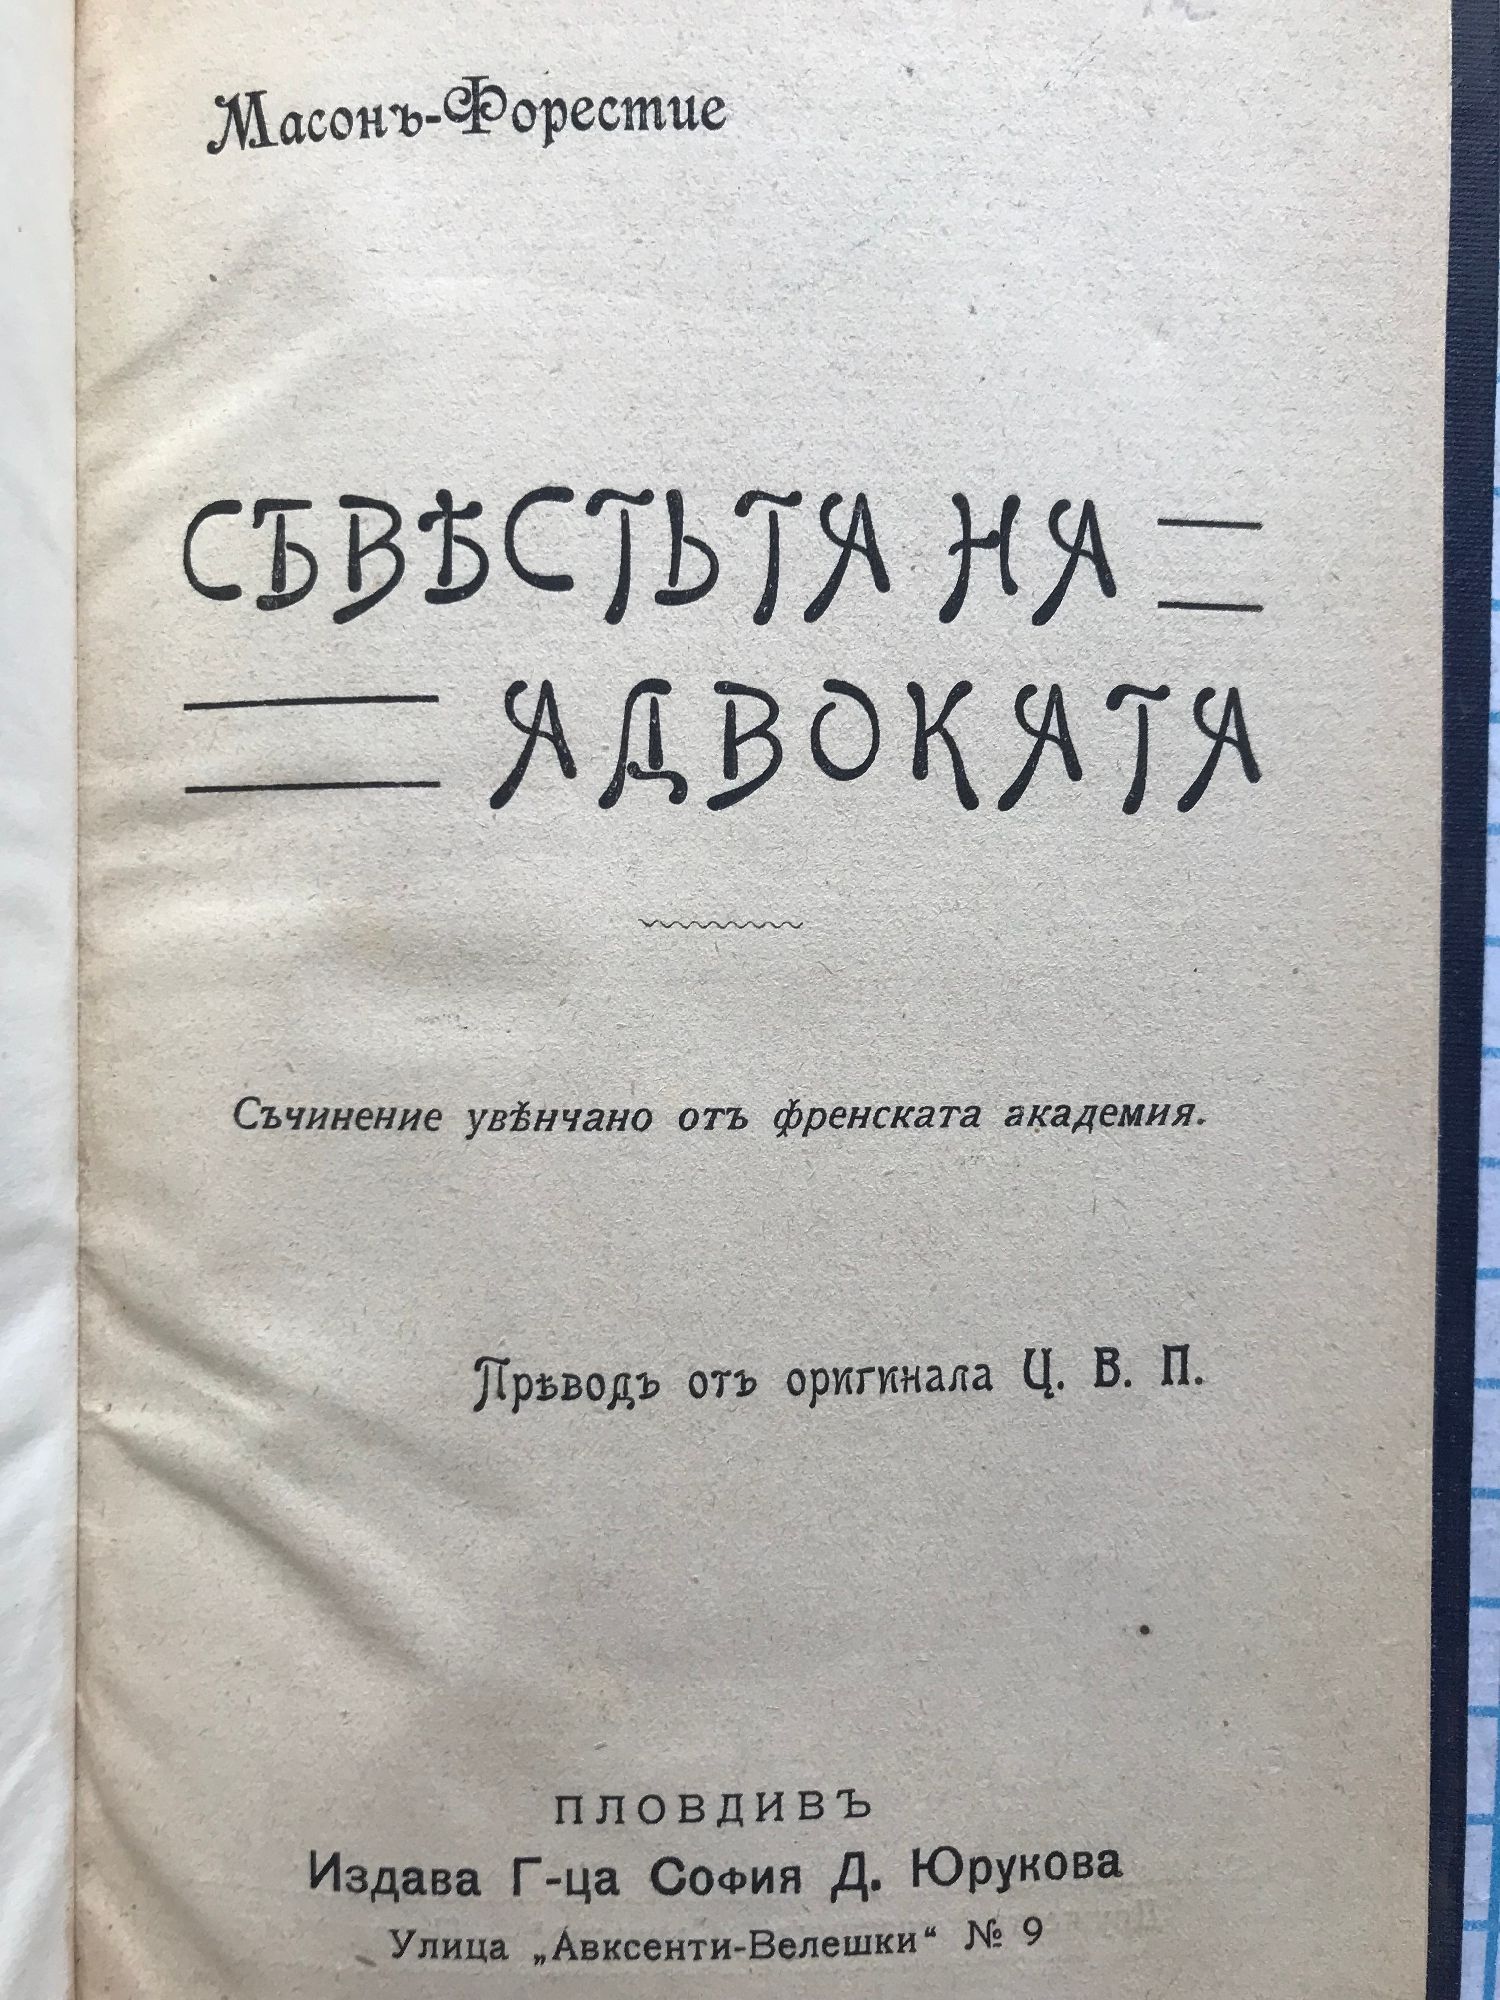 Масонъ-Форестие
СЪВѢСТЬТА НА
АДВОКАТА
Съчинение увѣнчано отъ френската академия.
Прѣводъ отъ оригинала Ц. В. П.
ПЛОВДИВЪ
Издава Г-ца София Д. Юрукова
Улица „Авксенти-Велешки“ № 9